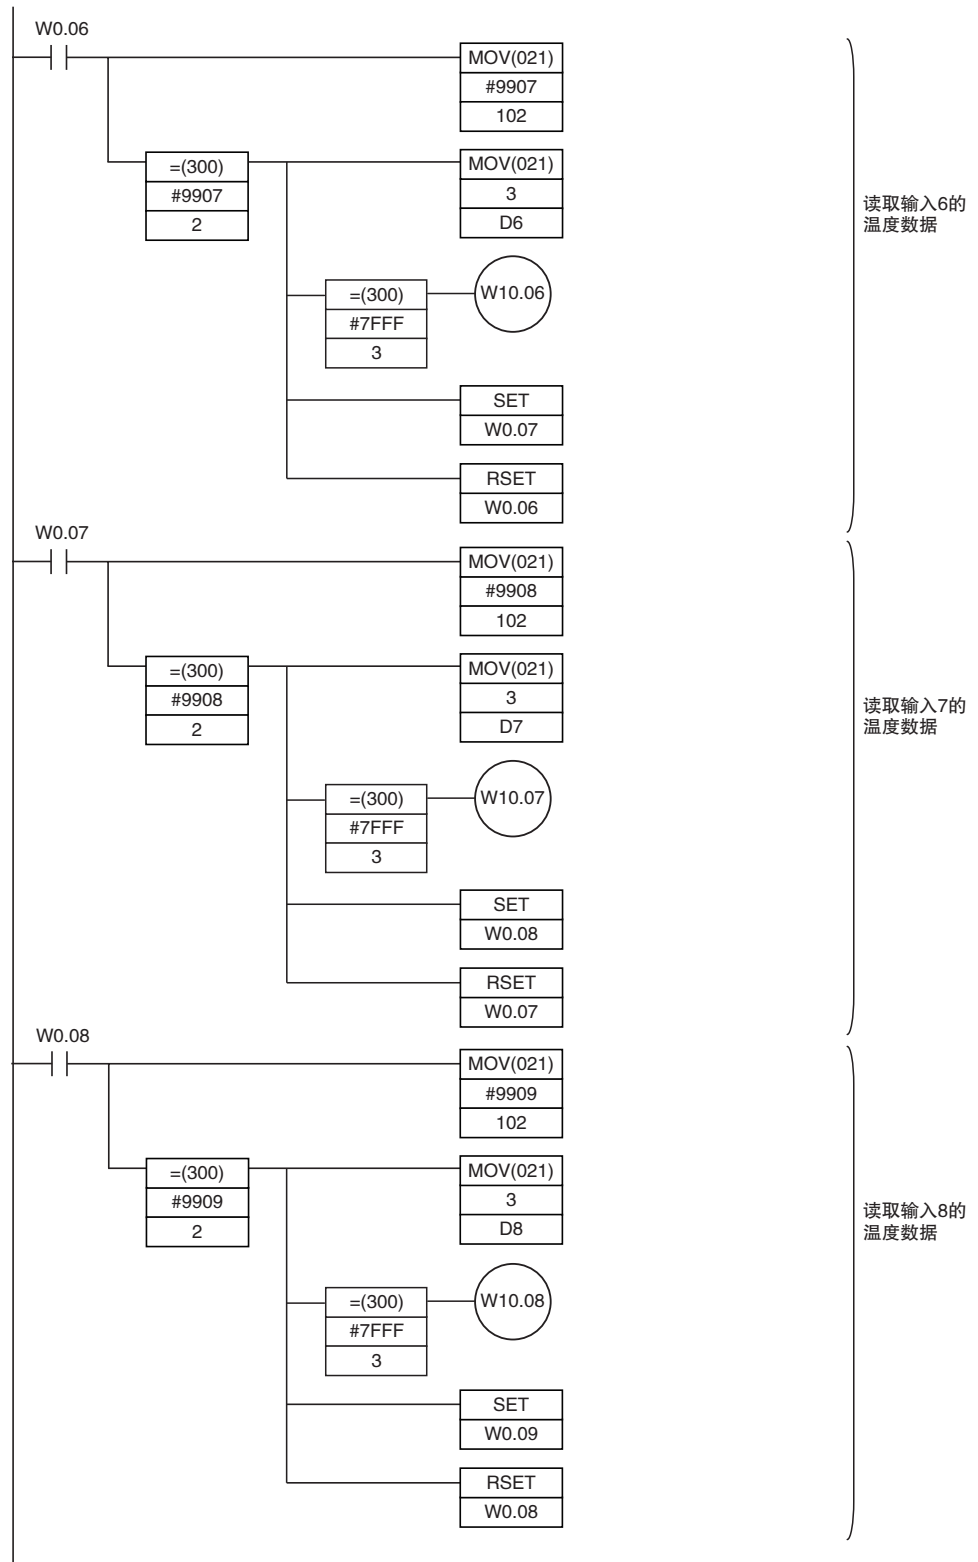 W0.06
MOV(021)
#9907
102
=(300)
#9907
2
MOV(021)
3
D6
=(300)
#7FFF
3
W10.06
SET
W0.07
RSET
W0.06
读取输入6的
温度数据
W0.07
MOV(021)
#9908
102
=(300)
#9908
2
MOV(021)
3
D7
=(300)
#7FFF
3
W10.07
SET
W0.08
RSET
W0.07
读取输入7的
温度数据
W0.08
MOV(021)
#9909
102
=(300)
#9909
2
MOV(021)
3
D8
=(300)
#7FFF
3
W10.08
SET
W0.09
RSET
W0.08
读取输入8的
温度数据